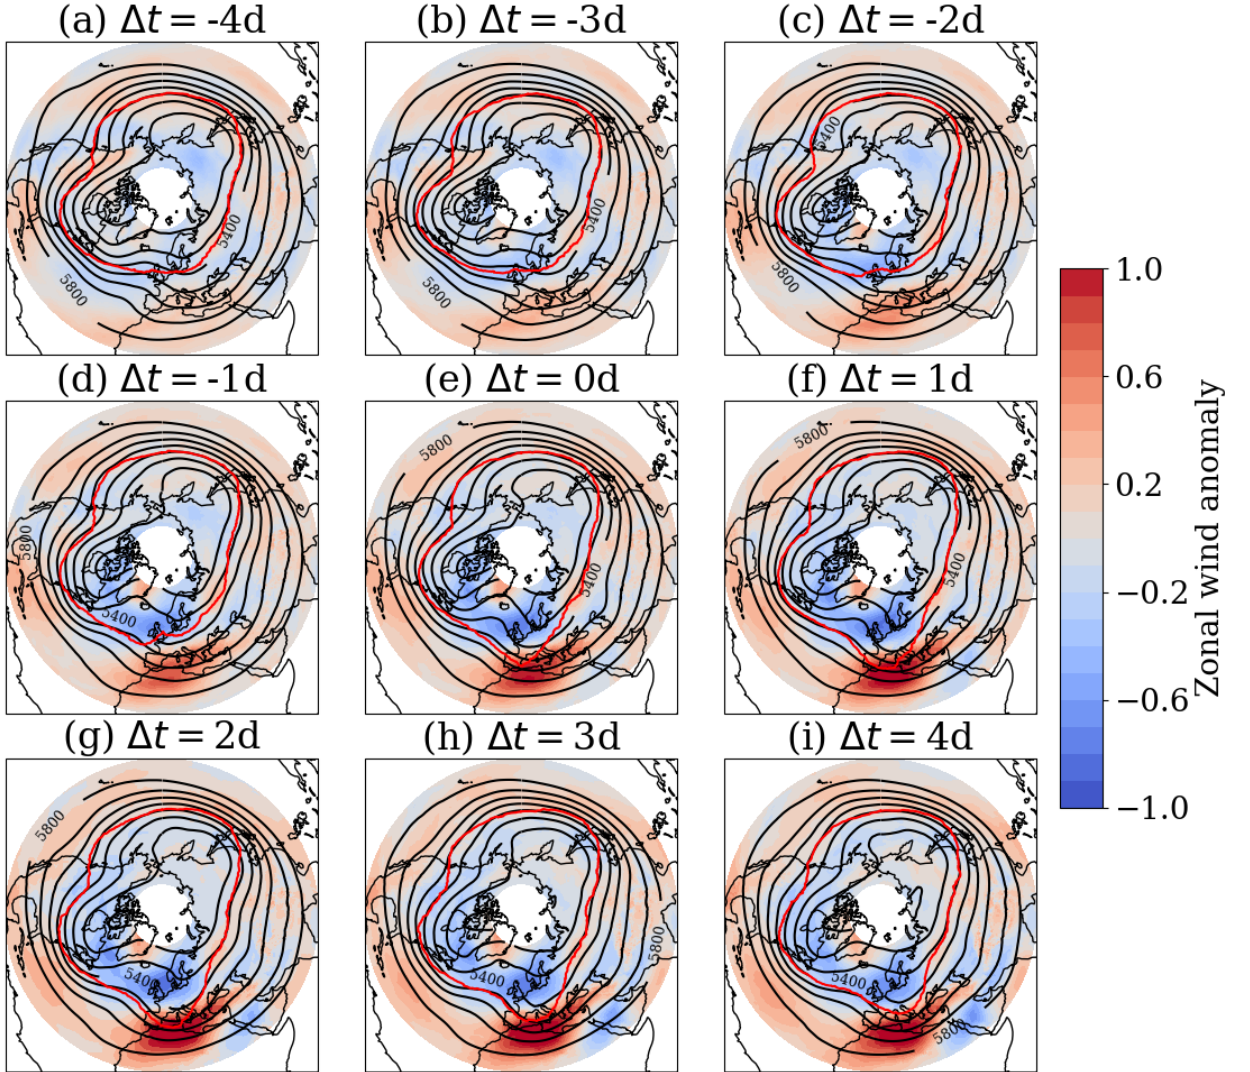 (a) Δt = -4d
(b) Δt = -3d
(c) Δt = -2d
5400
5800
5400
5800
5400
5800
(d) Δt = -1d
(e) Δt = 0d
(f) Δt = 1d
5800
5400
5800
5400
5800
5400
(g) Δt = 2d
(h) Δt = 3d
(i) Δt = 4d
5800
5400
5800
5400
5400
5800
1.0
0.6
0.2
−0.2
−0.6
−1.0
Zonal wind anomaly